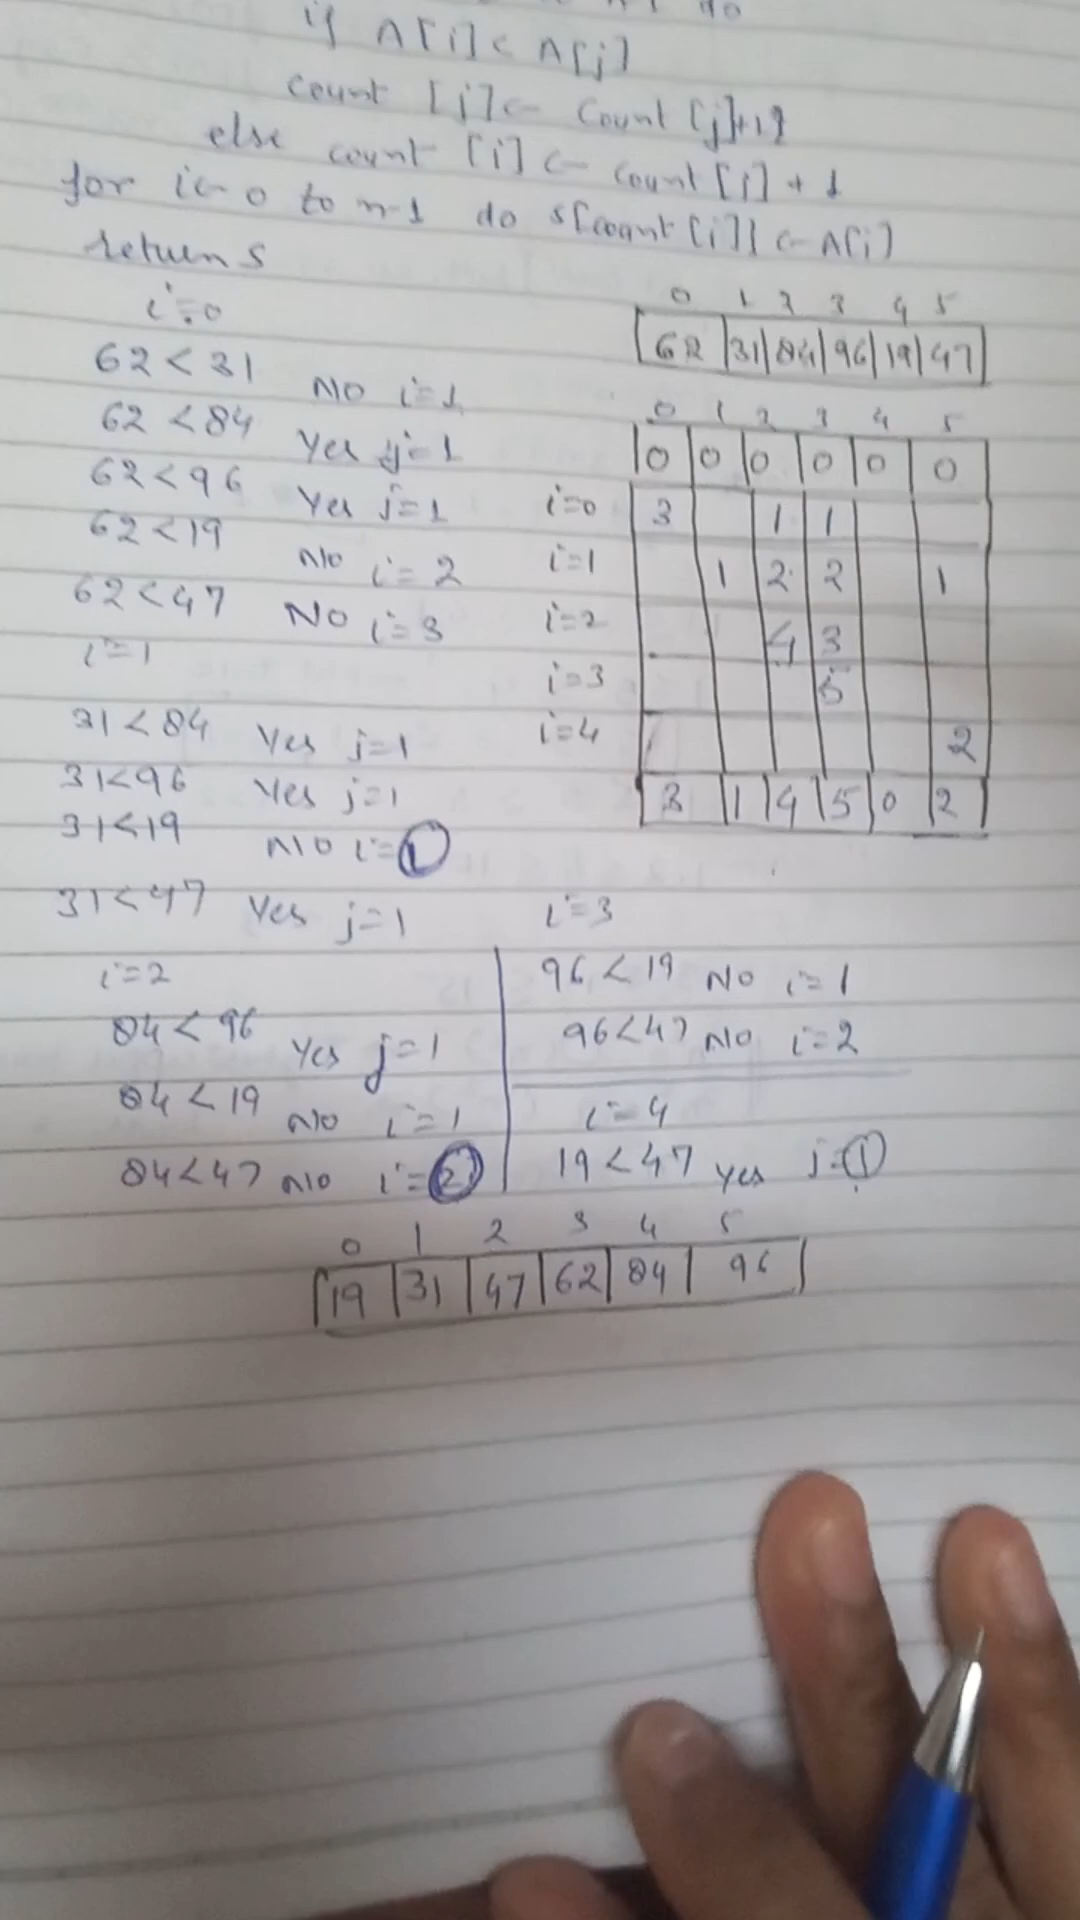 do
if A[i] < A[j]
count [j] <- count [j]+1
else count [i] <- count [i] + 1
for i <- 0 to n-1 do S[count [i]] <- A[i]
return S
i=0
62 < 31 No i=1
62 < 84 Yes j=1
62 < 96 Yes j=1
62 < 19 No i=2
62 < 47 No i=3
i=1
31 < 84 Yes j=1
31 < 96 Yes j=1
31 < 19 No i=1
31 < 47 Yes j=1
i=2
84 < 96 Yes j=1
84 < 19 No i=1
84 < 47 No i=2
0 1 2 3 4 5
62 31 84 96 19 47
0 1 2 3 4 5
0 0 0 0 0 0
i=0 3 1 1
i=1 1 2 2 1
i=2 4 3
i=3 5
i=4 2
3 1 4 5 0 2
i=3
96 < 19 No i=1
96 < 47 No i=2
i=4
19 < 47 yes j=1
0 1 2 3 4 5
19 31 47 62 84 96